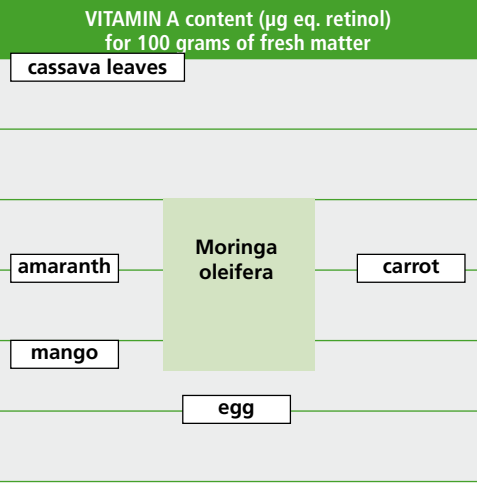 VITAMIN A content (µg eq. retinol)
for 100 grams of fresh matter
cassava leaves
Moringa
oleifera
amaranth
carrot
mango
egg